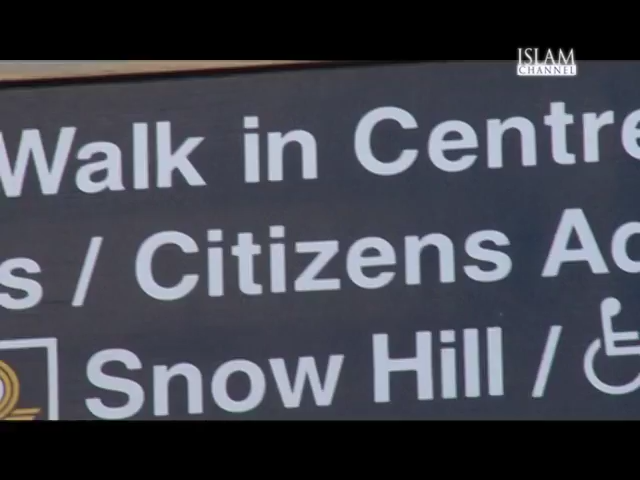 ISLAM
CHANNEL
Walk in Centre
s / Citizens Ad
Snow Hill /